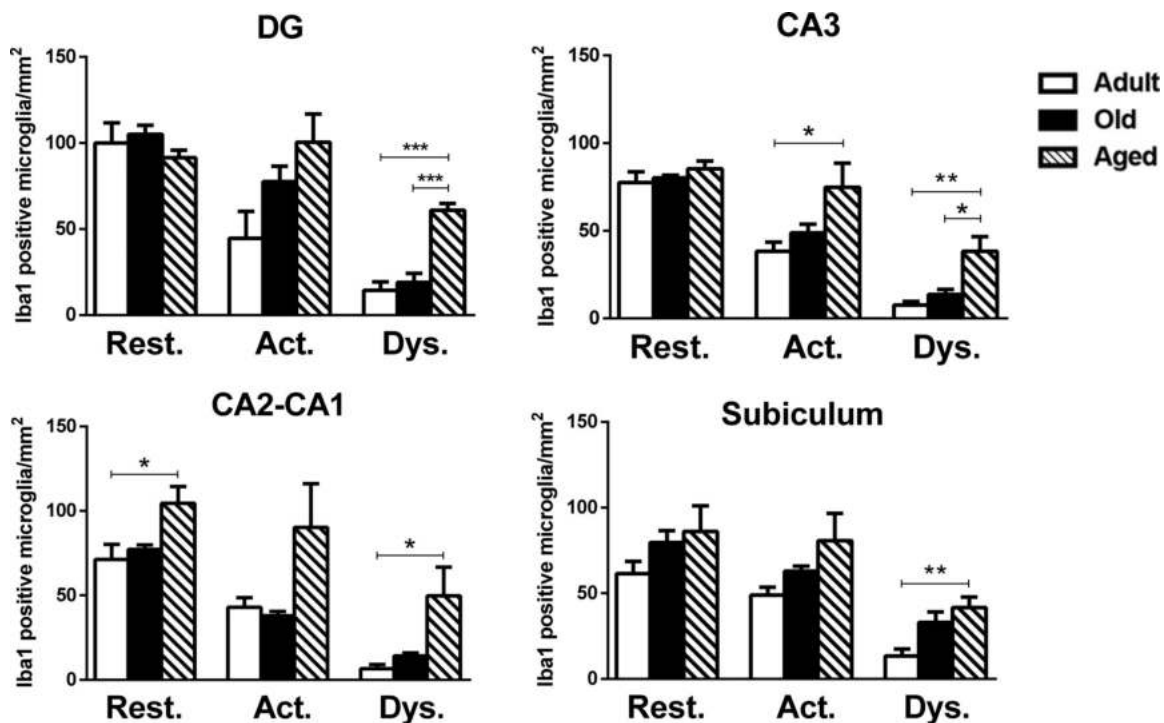 DG
Iba1 positive microglia/mm²
150
100
50
0
***
***
Rest. Act. Dys.
CA3
Iba1 positive microglia/mm²
150
100
50
0
*
**
*
Rest. Act. Dys.
Adult
Old
Aged
CA2-CA1
Iba1 positive microglia/mm²
150
100
50
0
*
*
Rest. Act. Dys.
Subiculum
Iba1 positive microglia/mm²
150
100
50
0
**
Rest. Act. Dys.